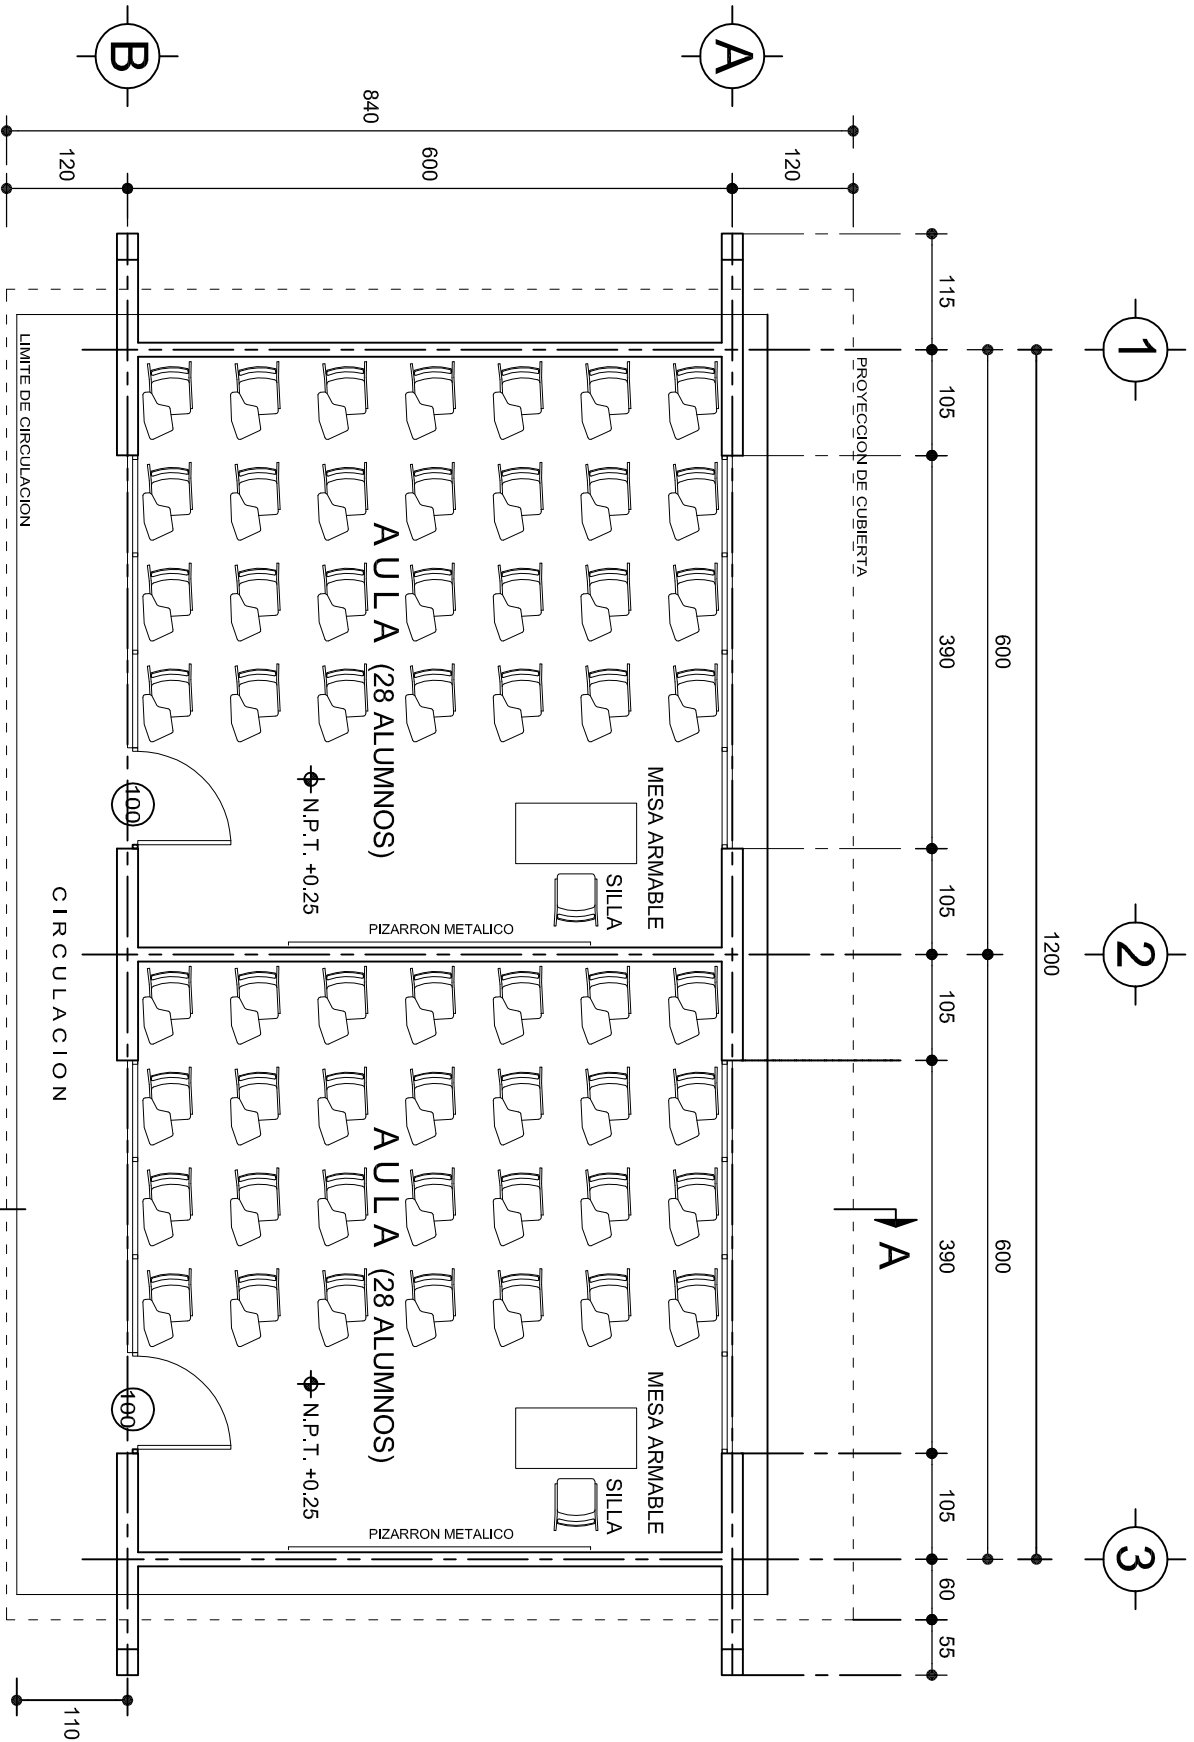 1
2
3
1200
600
600
115
105
390
105
105
390
105
60
55
A
PROYECCION DE CUBIERTA
A
120
600
840
120
B
MESA ARMABLE
SILLA
A U L A (28 ALUMNOS)
PIZARRON METALICO
N.P.T. +0.25
100
MESA ARMABLE
SILLA
A U L A (28 ALUMNOS)
PIZARRON METALICO
N.P.T. +0.25
100
CIRCULACION
LIMITE DE CIRCULACION
110